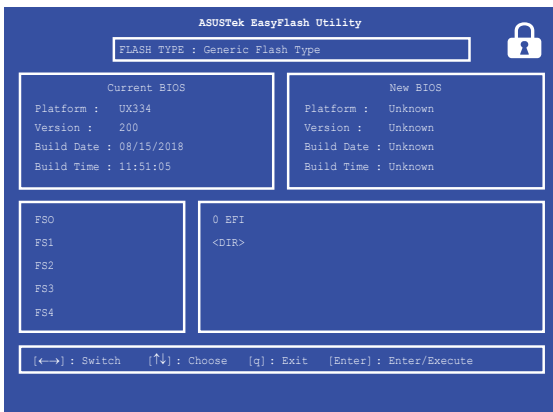 ASUSTek EasyFlash Utility
FLASH TYPE : Generic Flash Type
Current BIOS
Platform : UX334
Version : 200
Build Date : 08/15/2018
Build Time : 11:51:05
New BIOS
Platform : Unknown
Version : Unknown
Build Date : Unknown
Build Time : Unknown
FSO
FS1
FS2
FS3
FS4
0 EFI
<DIR>
[←→] : Switch [↑↓] : Choose [q] : Exit [Enter] : Enter/Execute